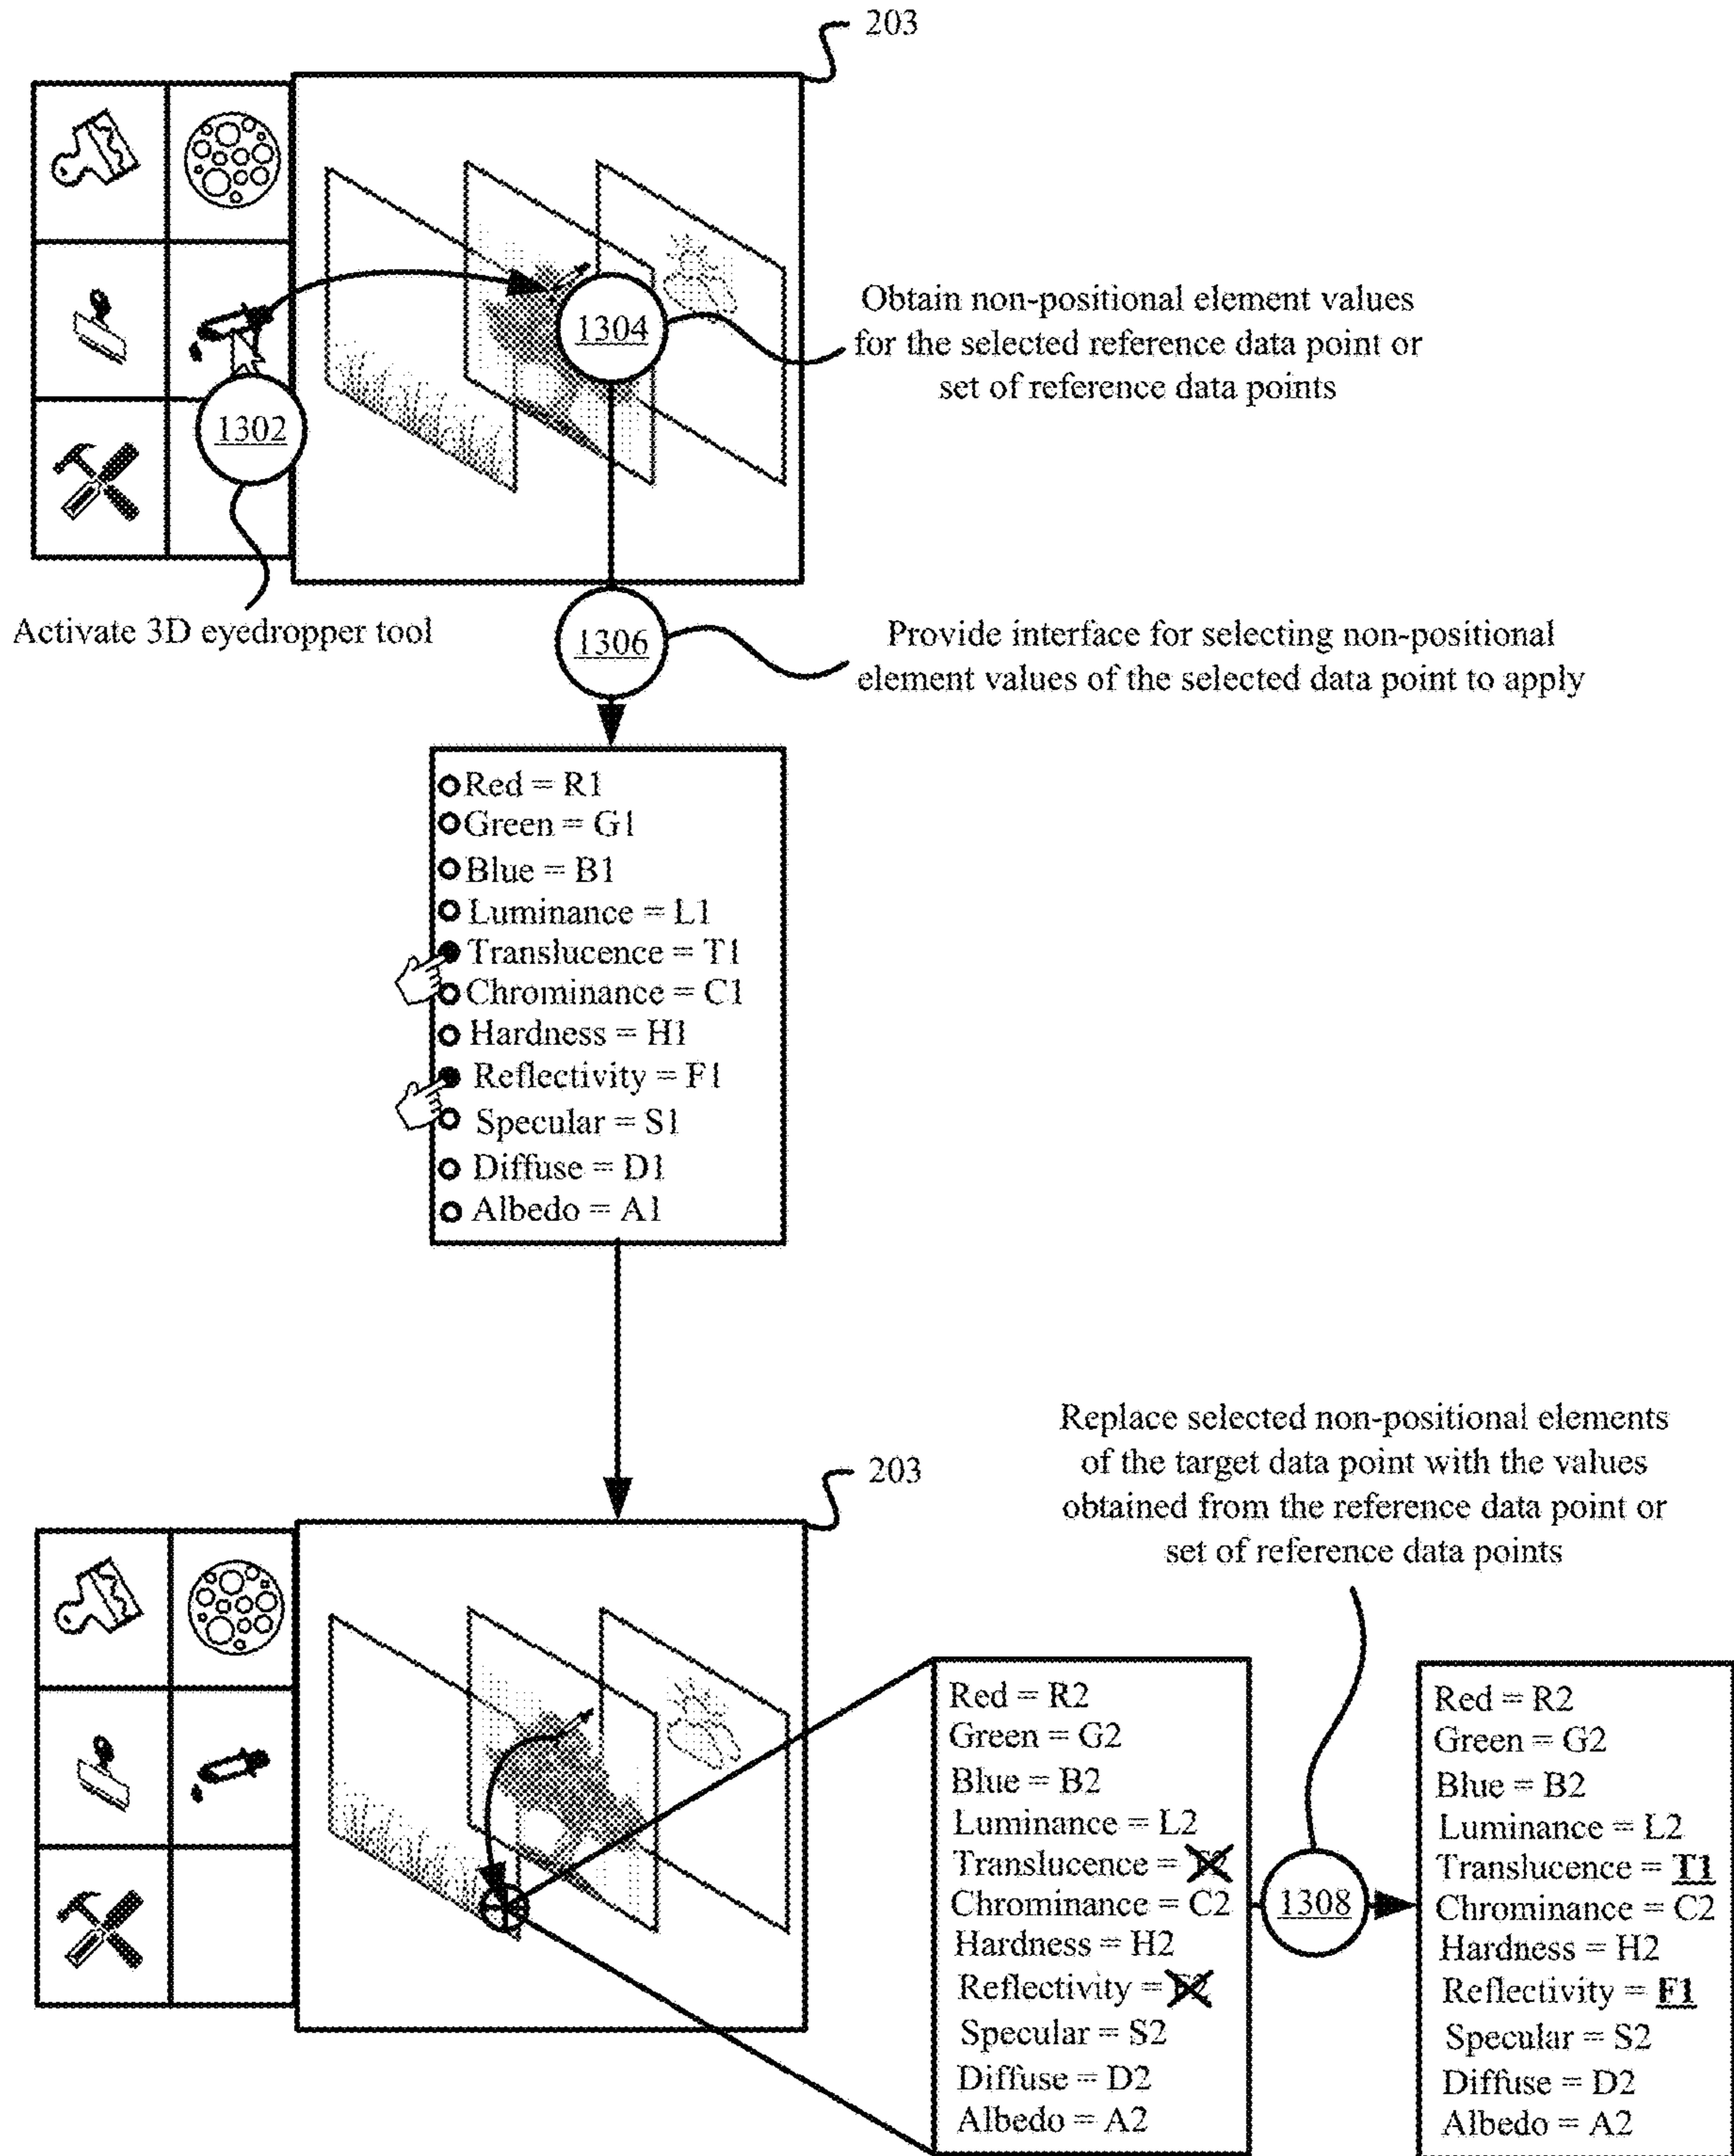 203
1304
Obtain non-positional element values
for the selected reference data point or
set of reference data points
1302
Activate 3D eyedropper tool
1306
Provide interface for selecting non-positional
element values of the selected data point to apply
Red = R1
Green = G1
Blue = B1
Luminance = L1
Translucence = T1
Chrominance = C1
Hardness = H1
Reflectivity = F1
Specular = S1
Diffuse = D1
Albedo = A1
Replace selected non-positional elements
of the target data point with the values
obtained from the reference data point or
set of reference data points
203
Red = R2
Green = G2
Blue = B2
Luminance = L2
Translucence = T2
Chrominance = C2
Hardness = H2
Reflectivity = F2
Specular = S2
Diffuse = D2
Albedo = A2
1308
Red = R2
Green = G2
Blue = B2
Luminance = L2
Translucence = T1
Chrominance = C2
Hardness = H2
Reflectivity = F1
Specular = S2
Diffuse = D2
Albedo = A2